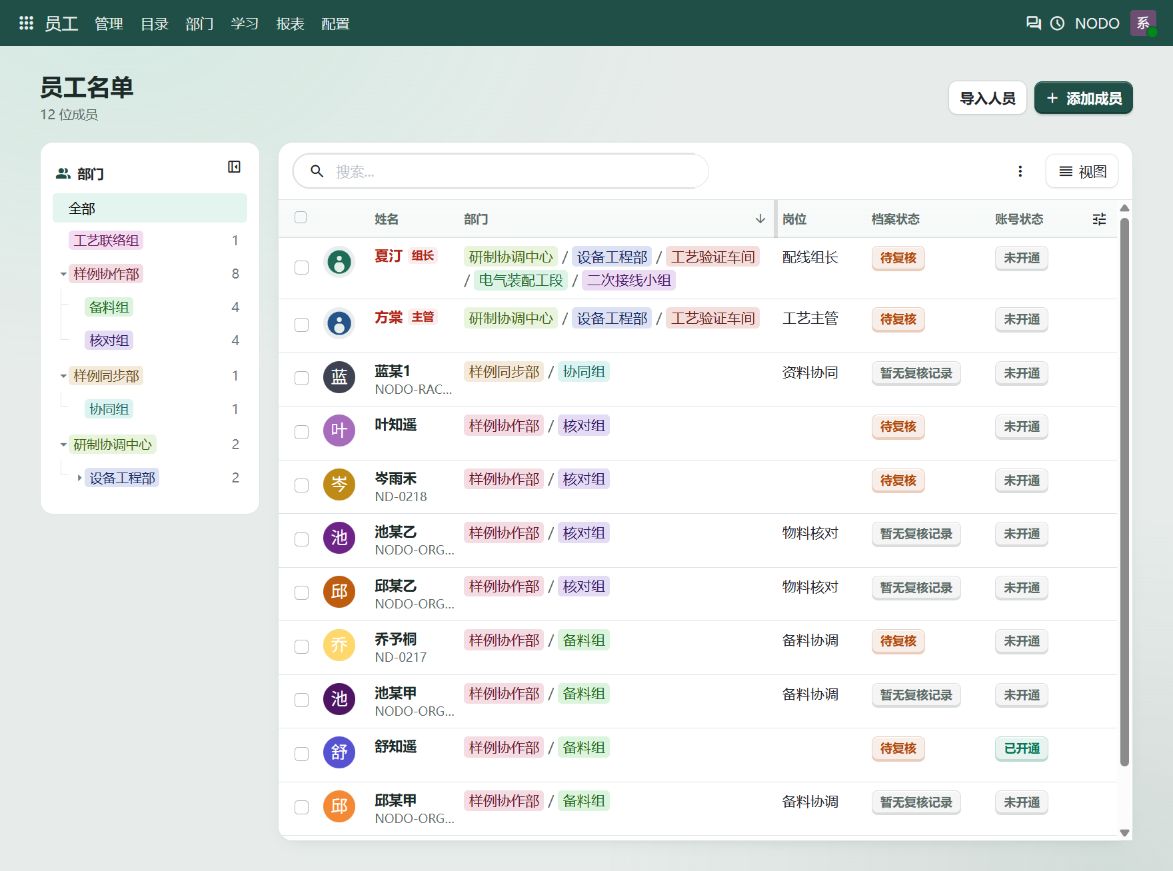 员工 管理 目录 部门 学习 报表 配置 NODO 系
员工名单
12 位成员
导入人员
+ 添加成员
部门
全部
工艺联络组 1
样例协作部 8
备料组 4
核对组 4
样例同步部 1
协同组 1
研制协调中心 2
设备工程部 2
搜索...
视图
姓名 部门 岗位 档案状态 账号状态
夏汀 组长 研制协调中心 / 设备工程部 / 工艺验证车间 配线组长 待复核 未开通
/ 电气装配工段 / 二次接线小组
方棠 主管 研制协调中心 / 设备工程部 / 工艺验证车间 工艺主管 待复核 未开通
蓝 蓝某1 样例同步部 / 协同组 资料协同 暂无复核记录 未开通
NODO-RAC...
叶 叶知遥 样例协作部 / 核对组 待复核 未开通
岑 岑雨禾 样例协作部 / 核对组 待复核 未开通
ND-0218
池 池某乙 样例协作部 / 核对组 物料核对 暂无复核记录 未开通
NODO-ORG...
邱 邱某乙 样例协作部 / 核对组 物料核对 暂无复核记录 未开通
NODO-ORG...
乔 乔予桐 样例协作部 / 备料组 备料协调 待复核 未开通
ND-0217
池 池某甲 样例协作部 / 备料组 备料协调 暂无复核记录 未开通
NODO-ORG...
舒 舒知遥 样例协作部 / 备料组 待复核 已开通
邱 邱某甲 样例协作部 / 备料组 备料协调 暂无复核记录 未开通
NODO-ORG...